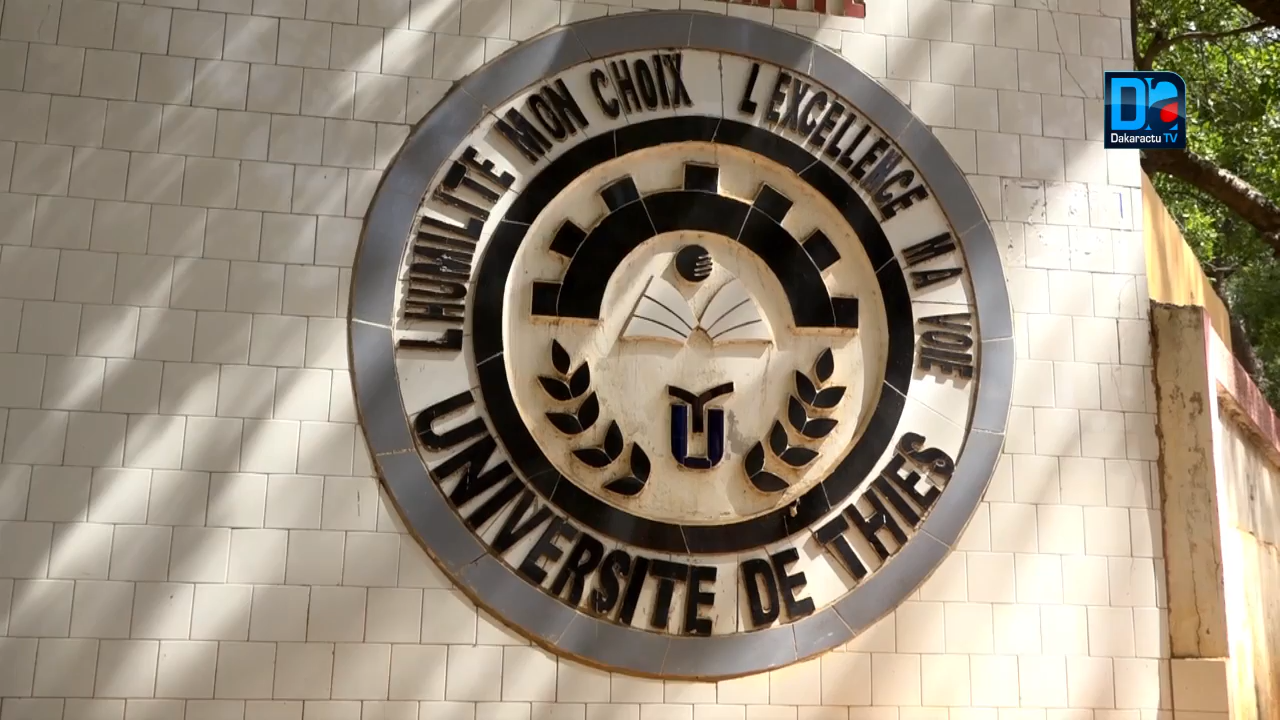 L'HUMILITE MON CHOIX L'EXCELLENCE MA VOIE
UNIVERSITE DE THIES
D
Dakaractu TV